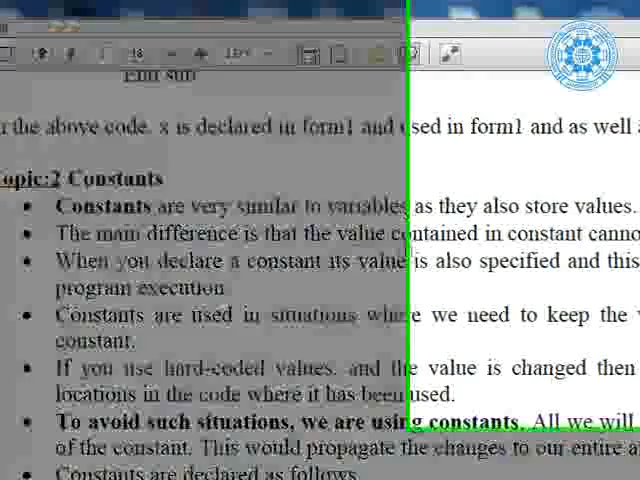 End sub
the above code. x is declared in form1 and used in form1 and as well
Topic:2 Constants
• Constants are very similar to variables as they also store values.
• The main difference is that the value contained in constant
• When you declare a constant its value is also specified and this
program execution
• Constants are used in situations where we need to keep the
constant.
• If you use hard-coded values. and the value is changed then
locations in the code where it has been used.
• To avoid such situations, we are using constants. All we will
of the constant. This would propagate the changes to our entire
• Constants are declared as follows.